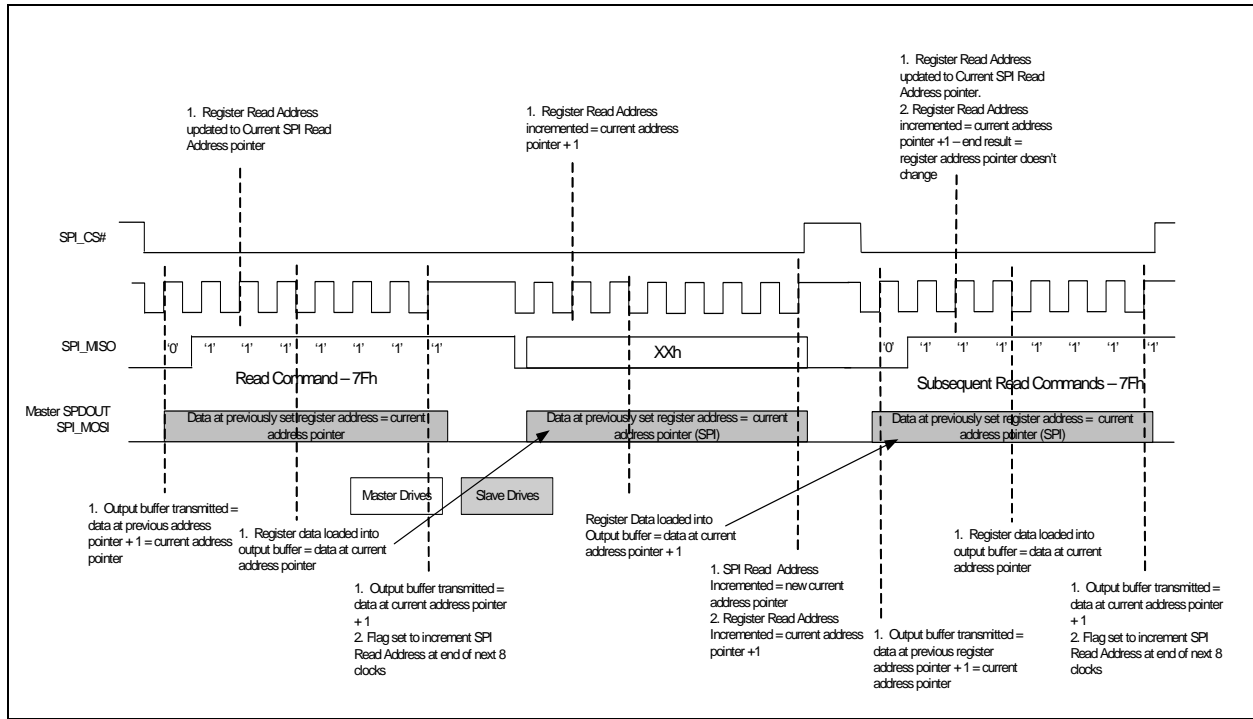 1. Register Read Address
updated to Current SPI Read
Address pointer
1. Register Read Address
incremented = current address
pointer + 1
1. Register Read Address
updated to Current SPI Read
Address pointer.
2. Register Read Address
incremented = current address
pointer +1 – end result =
register address pointer doesn't
change
SPI_CS#
SPI_MISO
'0' '1' '1' '1' '1' '1' '1' '1'
XXh
'0' '1' '1' '1' '1' '1' '1' '1'
Read Command – 7Fh
Subsequent Read Commands – 7Fh
Master SPDOUT
SPI_MOSI
Data at previously set register address = current
address pointer
Data at previously set register address = current
address pointer (SPI)
Data at previously set register address = current
address pointer (SPI)
Master Drives
Slave Drives
1. Output buffer transmitted =
data at previous address
pointer + 1 = current address
pointer
1. Register data loaded into
output buffer = data at current
address pointer
1. Output buffer transmitted =
data at current address pointer
+ 1
2. Flag set to increment SPI
Read Address at end of next 8
clocks
Register Data loaded into
Output buffer = data at current
address pointer + 1
1. SPI Read Address
Incremented = new current
address pointer
2. Register Read Address
Incremented = current address
pointer +1
1. Output buffer transmitted =
data at previous register
address pointer + 1 = current
address pointer
1. Register data loaded into
output buffer = data at current
address pointer
1. Output buffer transmitted =
data at current address pointer
+ 1
2. Flag set to increment SPI
Read Address at end of next 8
clocks